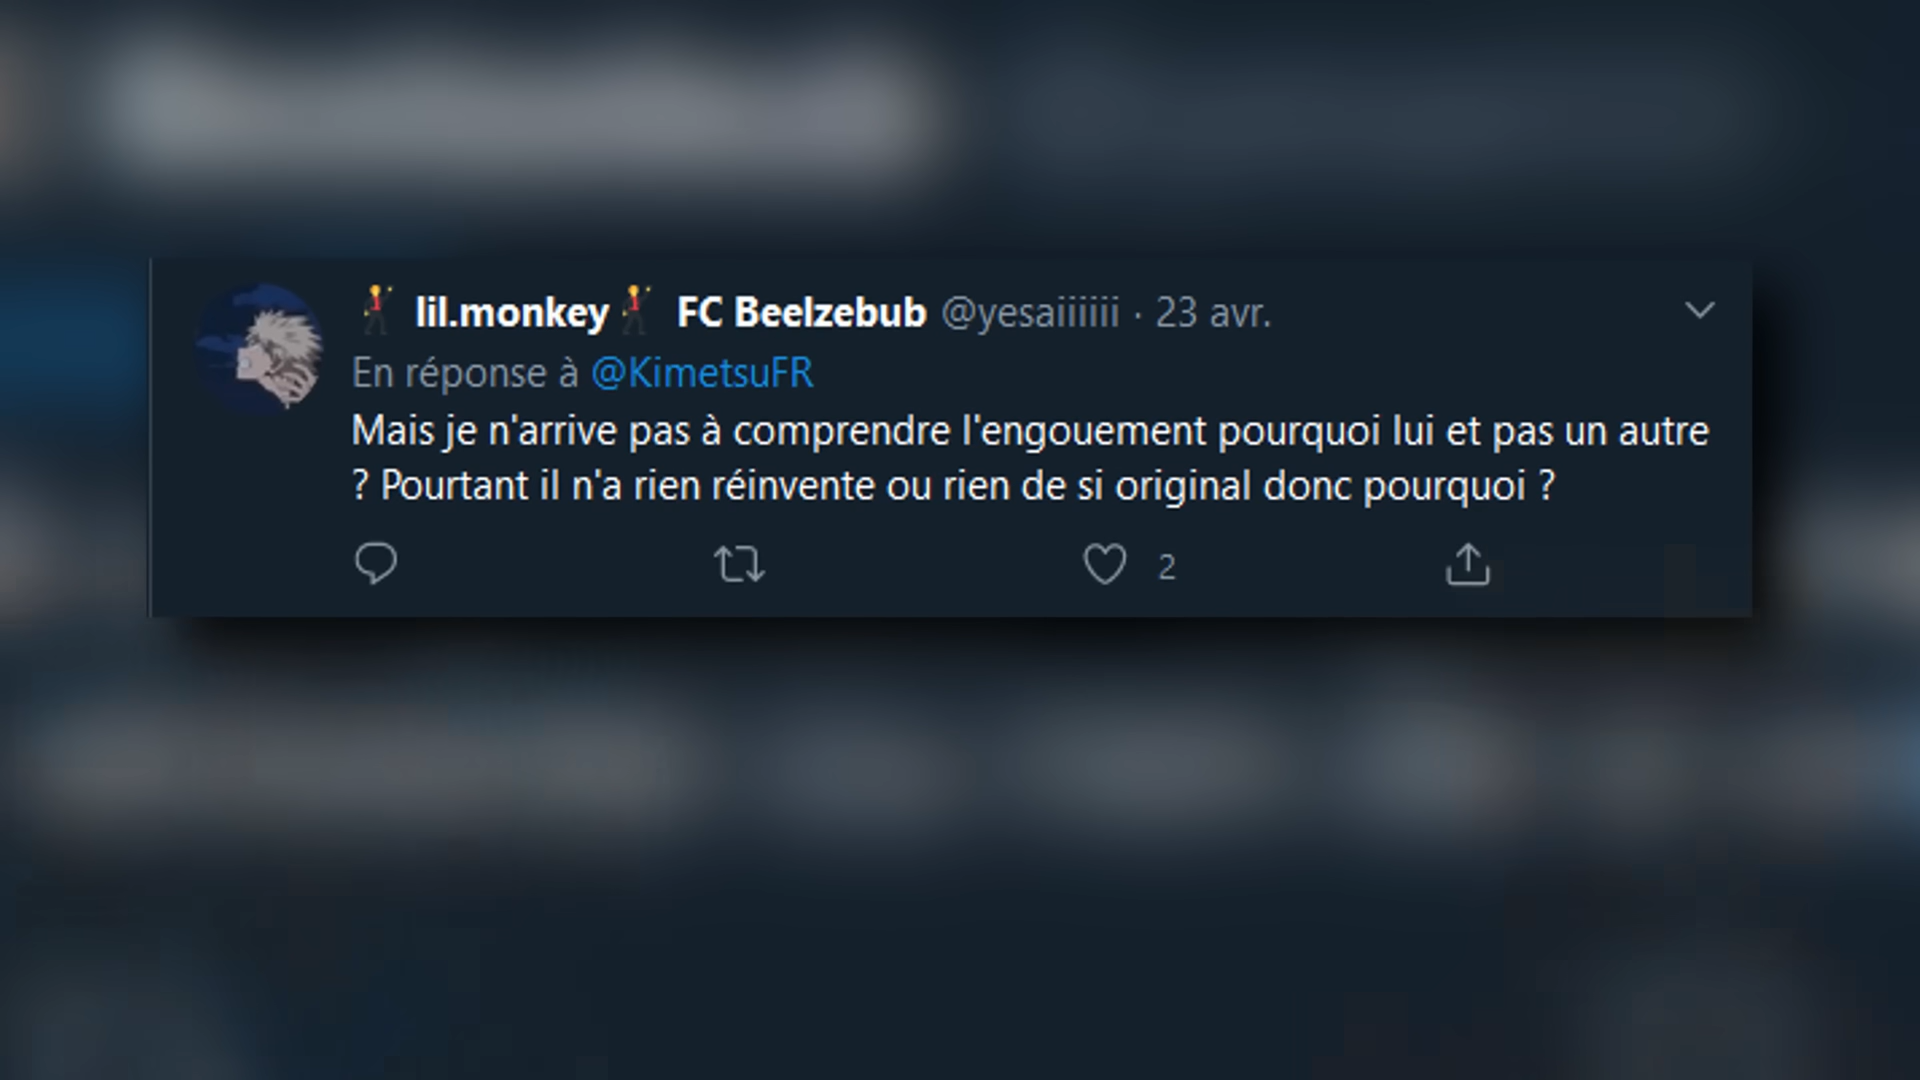 🕺 lil.monkey🕺 FC Beelzebub @yesaiiiiii · 23 avr.
En réponse à @KimetsuFR
Mais je n'arrive pas à comprendre l'engouement pourquoi lui et pas un autre
? Pourtant il n'a rien réinvente ou rien de si original donc pourquoi ?
2